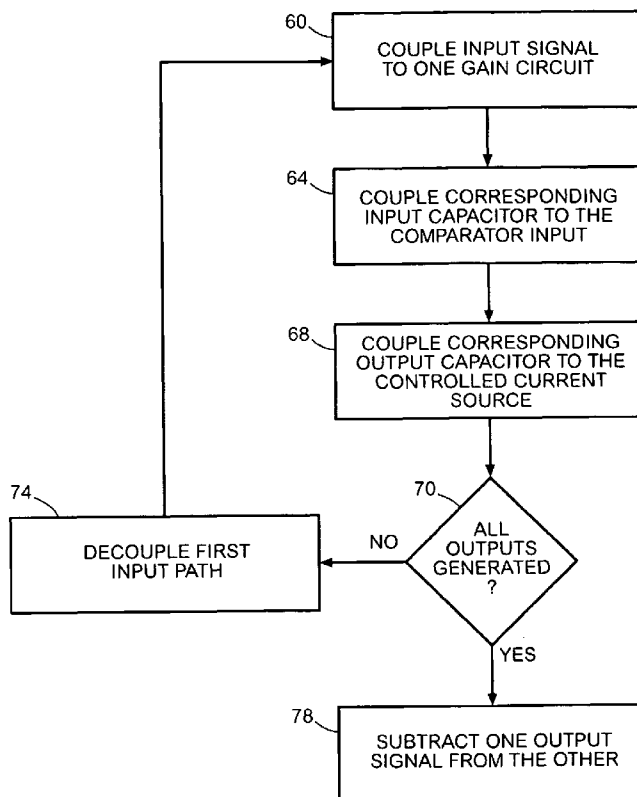 60
COUPLE INPUT SIGNAL
TO ONE GAIN CIRCUIT
64
COUPLE CORRESPONDING
INPUT CAPACITOR TO THE
COMPARATOR INPUT
68
COUPLE CORRESPONDING
OUTPUT CAPACITOR TO THE
CONTROLLED CURRENT
SOURCE
70
ALL
OUTPUTS
GENERATED
?
NO
74
DECOUPLE FIRST
INPUT PATH
YES
78
SUBTRACT ONE OUTPUT
SIGNAL FROM THE OTHER